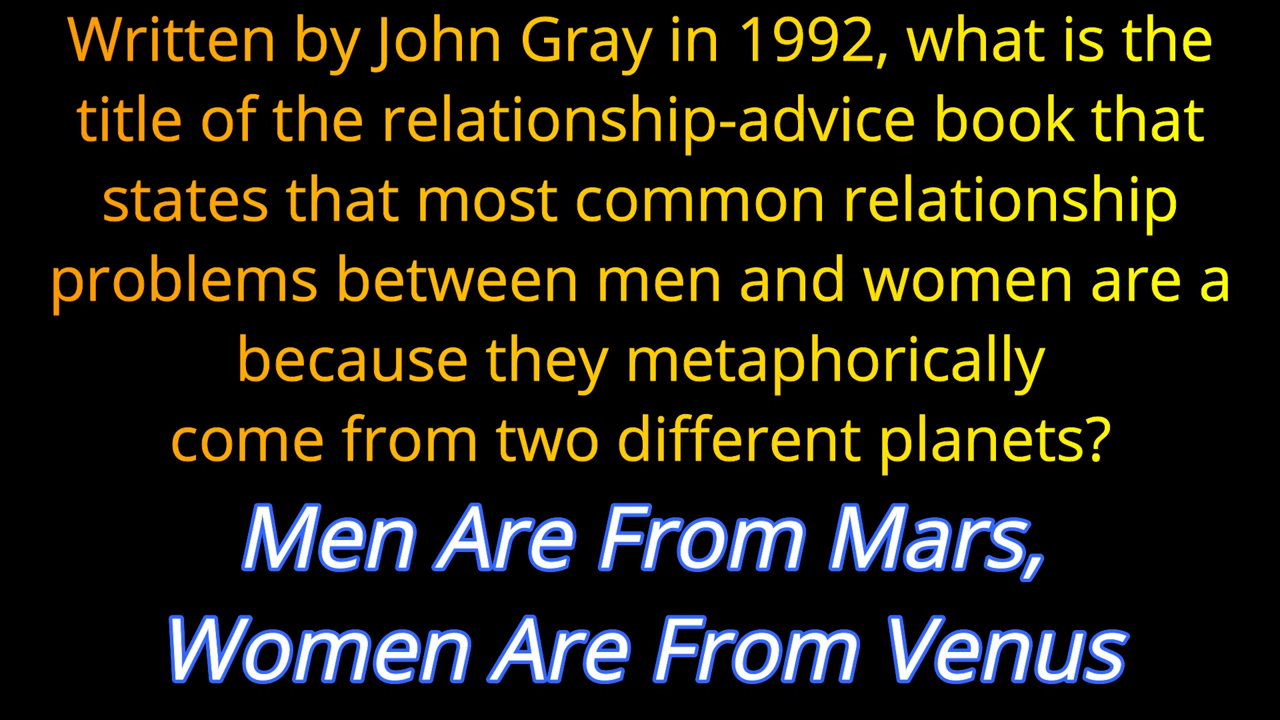 Written by John Gray in 1992, what is the
title of the relationship-advice book that
states that most common relationship
problems between men and women are a
because they metaphorically
come from two different planets?
Men Are From Mars,
Women Are From Venus